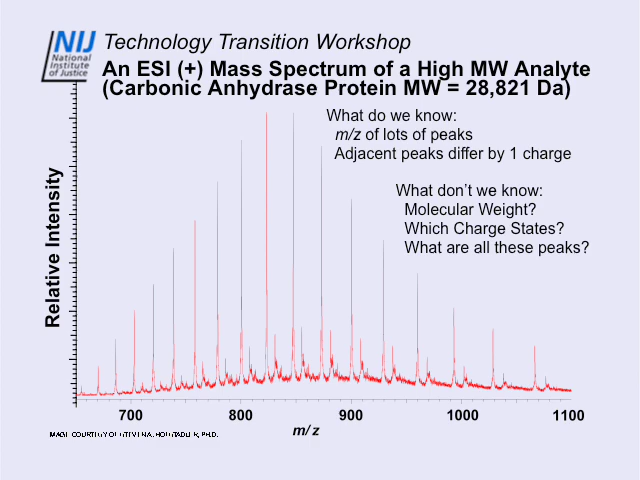 NIJ
National
Institute
of Justice
Technology Transition Workshop
An ESI (+) Mass Spectrum of a High MW Analyte
(Carbonic Anhydrase Protein MW = 28,821 Da)
What do we know:
m/z of lots of peaks
Adjacent peaks differ by 1 charge
What don't we know:
Molecular Weight?
Which Charge States?
What are all these peaks?
Relative Intensity
700 800 900 1000 1100
m/z
COURTESY PH.D.